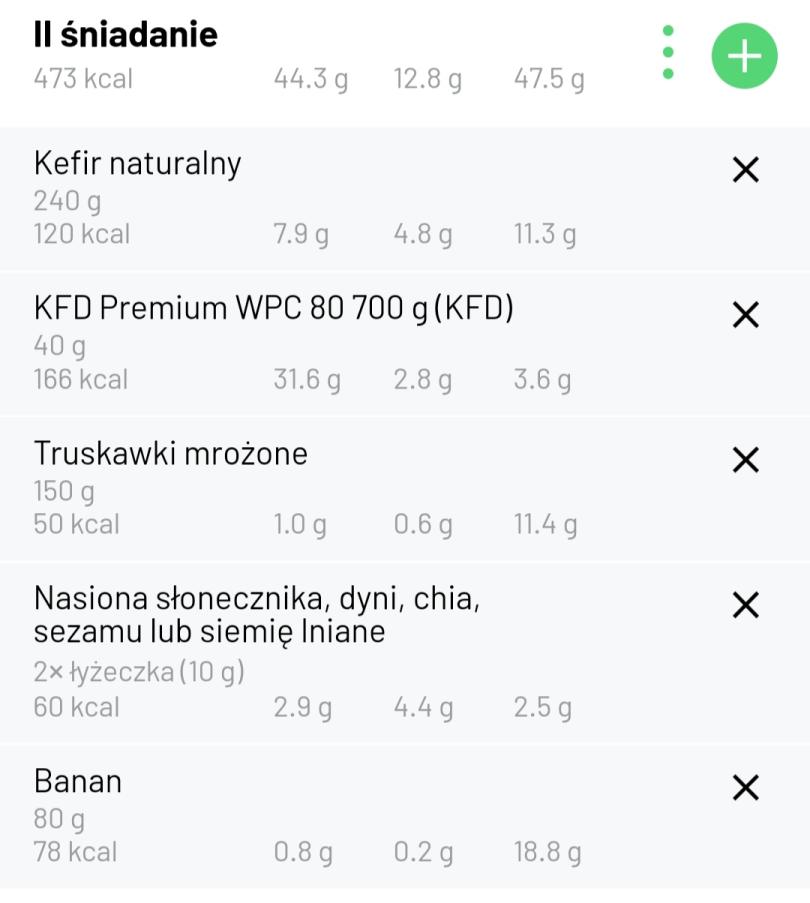 II śniadanie
473 kcal 44.3 g 12.8 g 47.5 g
Kefir naturalny
240 g
120 kcal 7.9 g 4.8 g 11.3 g
KFD Premium WPC 80 700 g (KFD)
40 g
166 kcal 31.6 g 2.8 g 3.6 g
Truskawki mrożone
150 g
50 kcal 1.0 g 0.6 g 11.4 g
Nasiona słonecznika, dyni, chia,
sezamu lub siemię lniane
2× łyżeczka (10 g)
60 kcal 2.9 g 4.4 g 2.5 g
Banan
80 g
78 kcal 0.8 g 0.2 g 18.8 g